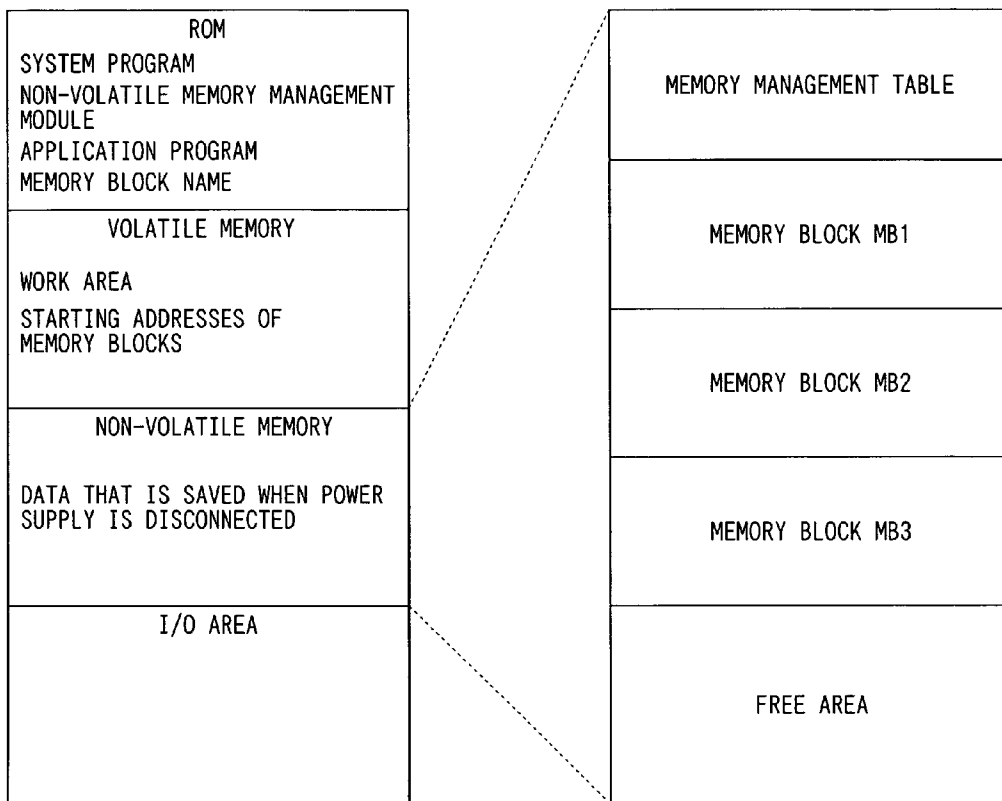 ROM
SYSTEM PROGRAM
NON-VOLATILE MEMORY MANAGEMENT
MODULE
APPLICATION PROGRAM
MEMORY BLOCK NAME
VOLATILE MEMORY
WORK AREA
STARTING ADDRESSES OF
MEMORY BLOCKS
NON-VOLATILE MEMORY
DATA THAT IS SAVED WHEN POWER
SUPPLY IS DISCONNECTED
I/O AREA
MEMORY MANAGEMENT TABLE
MEMORY BLOCK MB1
MEMORY BLOCK MB2
MEMORY BLOCK MB3
FREE AREA